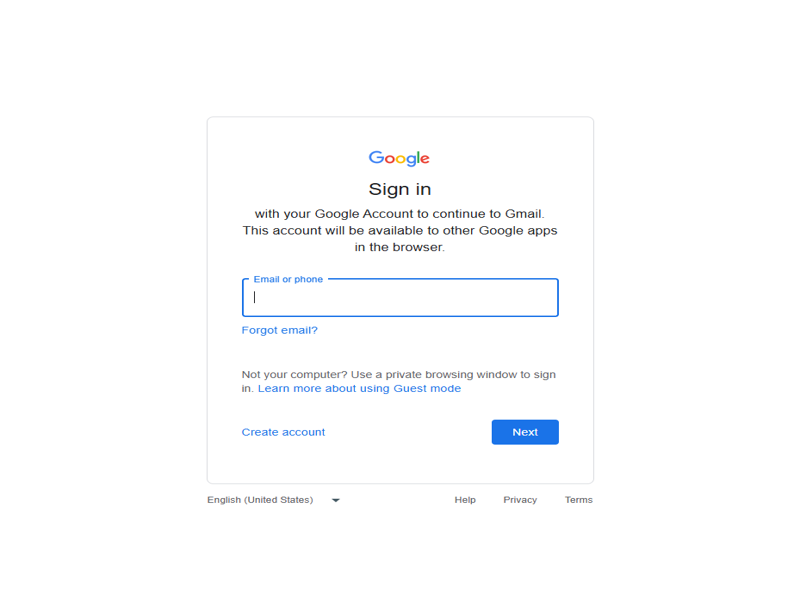 Google
Sign in
with your Google Account to continue to Gmail.
This account will be available to other Google apps
in the browser.
Email or phone
Forgot email?
Not your computer? Use a private browsing window to sign
in. Learn more about using Guest mode
Create account
Next
English (United States)
Help
Privacy
Terms